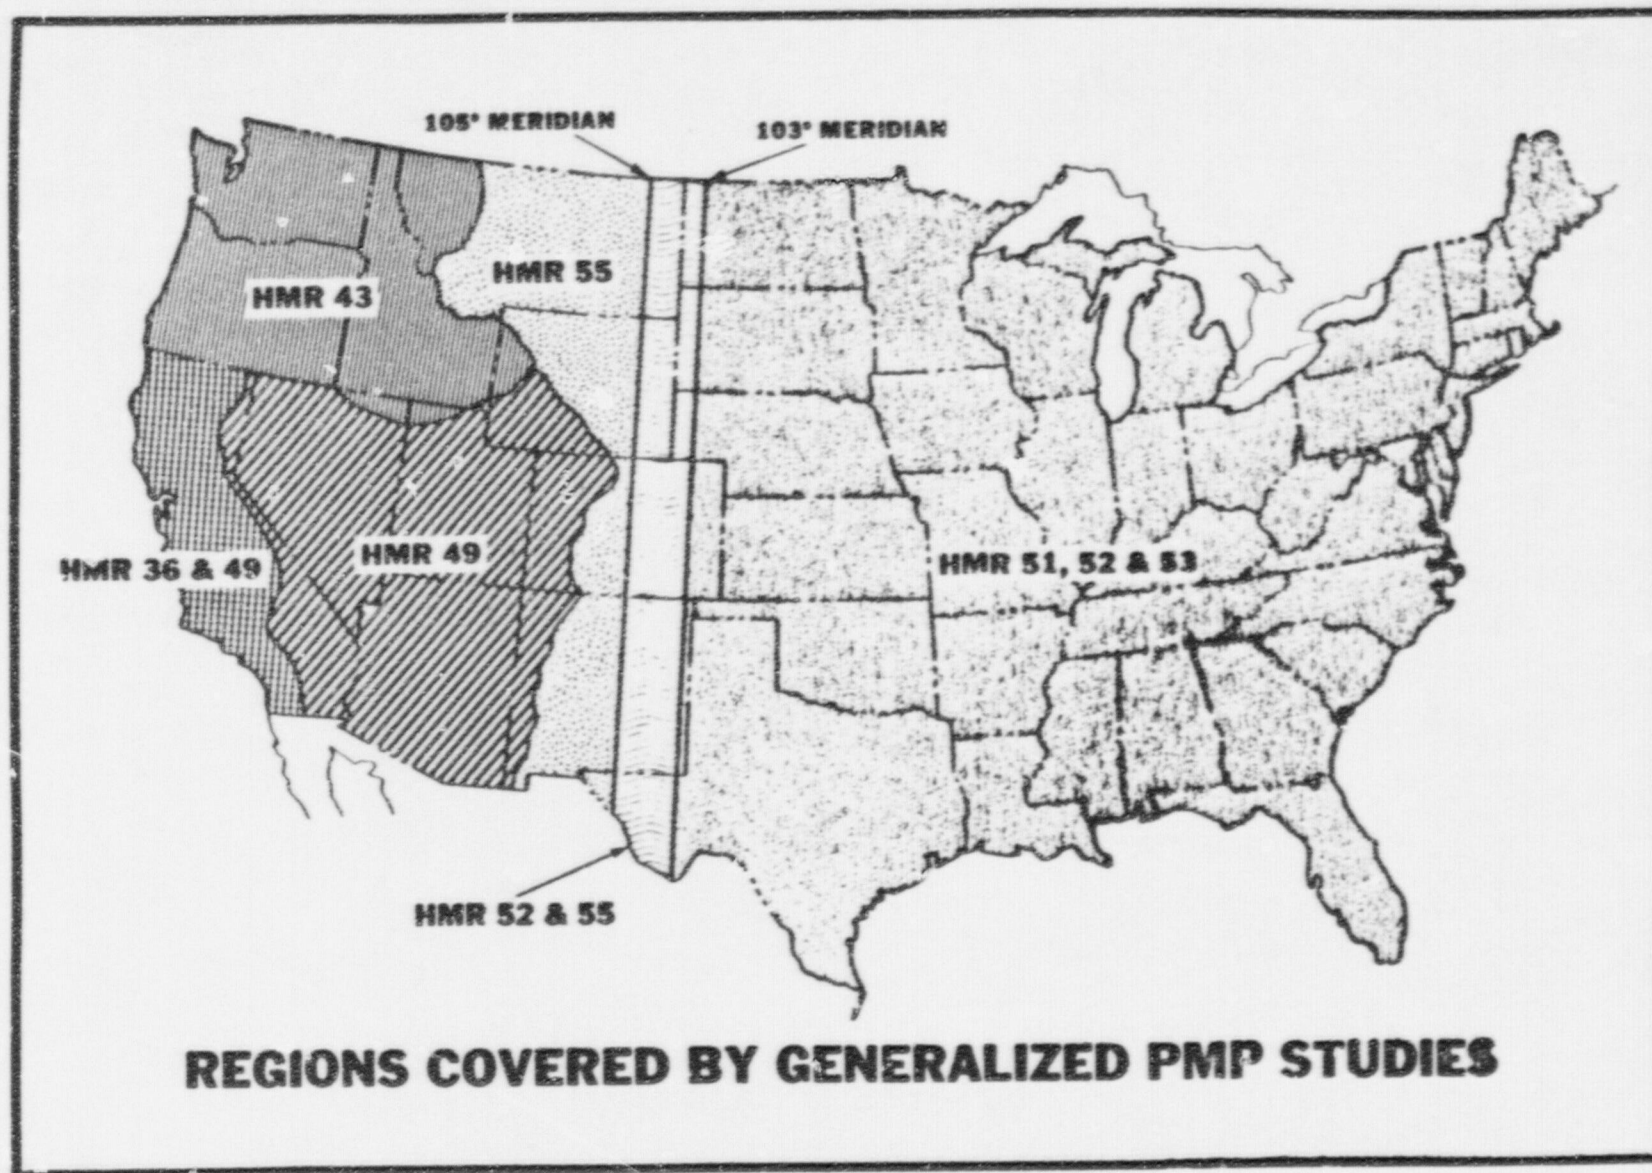 105° MERIDIAN
103° MERIDIAN
HMR 55
HMR 43
HMR 49
HMR 36 & 49
HMR 51, 52 & 53
HMR 52 & 55
REGIONS COVERED BY GENERALIZED PMP STUDIES